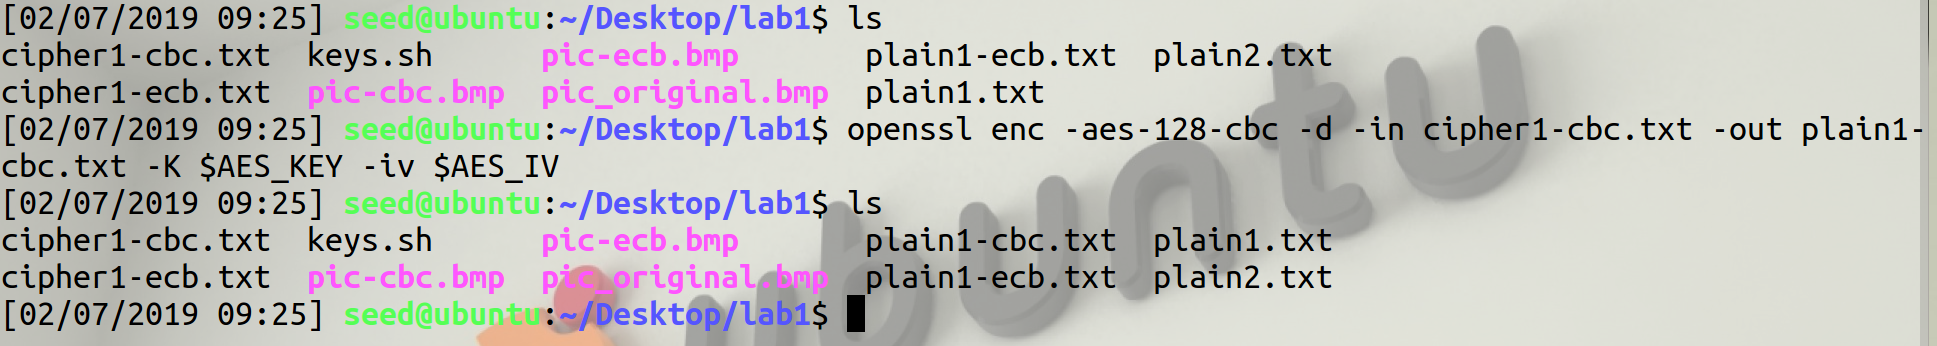 [02/07/2019 09:25] seed@ubuntu:~/Desktop/lab1$ ls
cipher1-cbc.txt  keys.sh       pic-ecb.bmp        plain1-ecb.txt  plain2.txt
cipher1-ecb.txt  pic-cbc.bmp  pic_original.bmp  plain1.txt
[02/07/2019 09:25] seed@ubuntu:~/Desktop/lab1$ openssl enc -aes-128-cbc -d -in cipher1-cbc.txt -out plain1-
cbc.txt -K $AES_KEY -iv $AES_IV
[02/07/2019 09:25] seed@ubuntu:~/Desktop/lab1$ ls
cipher1-cbc.txt  keys.sh       pic-ecb.bmp        plain1-cbc.txt  plain1.txt
cipher1-ecb.txt  pic-cbc.bmp  pic_original.bmp  plain1-ecb.txt  plain2.txt
[02/07/2019 09:25] seed@ubuntu:~/Desktop/lab1$
ubuntu